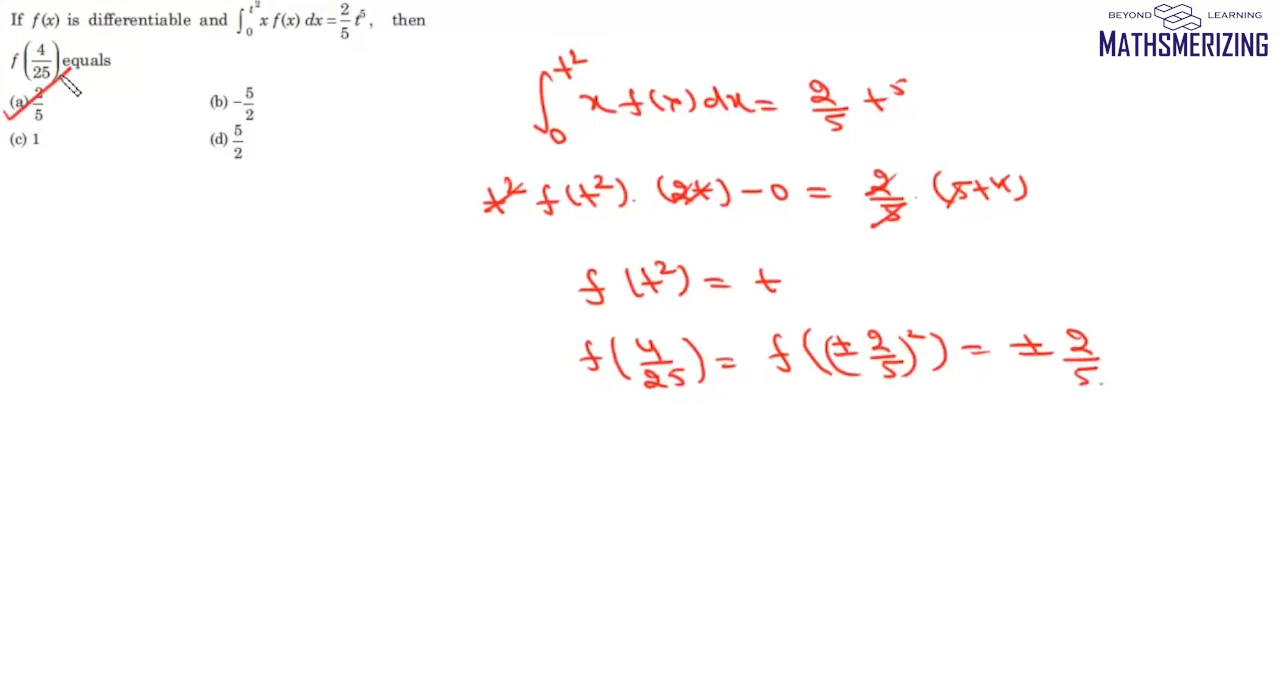 If f(x) is differentiable and ∫₀^{t²} x f(x) dx = 2/5 t⁵, then
f(4/25) equals
(a) 2/5 (b) −5/2
(c) 1 (d) 5/2
BEYOND LEARNING
MATHSMERIZING
∫₀^{t²} x f(x) dx = 2/5 t⁵
t² f(t²) · (2t) − 0 = 2/5 · (5t⁴)
f(t²) = t
f(4/25) = f((± 2/5)²) = ± 2/5.